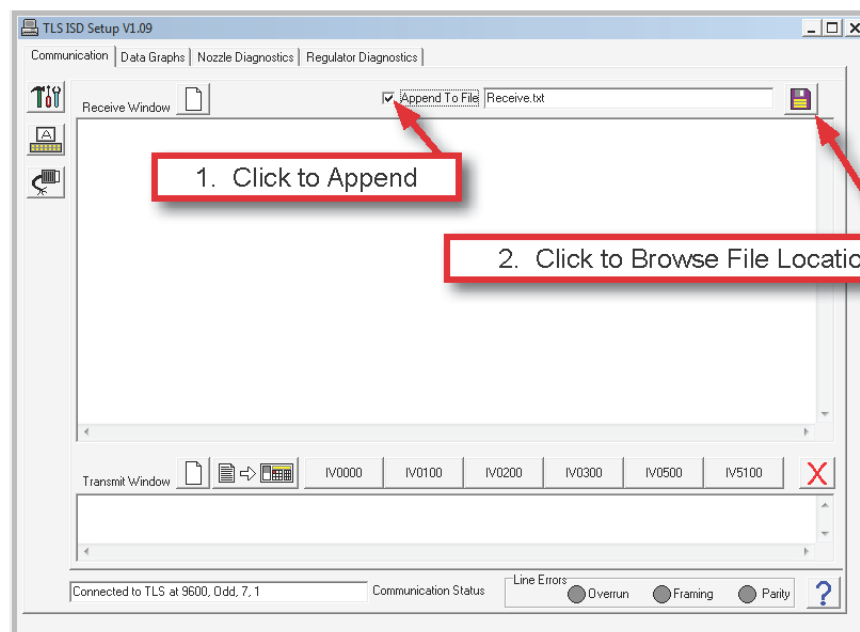 TLS ISD Setup V1.09
Communication Data Graphs Nozzle Diagnostics Regulator Diagnostics
Receive Window Append To File Receive.txt
A
1. Click to Append
2. Click to Browse File Locatio
Transmit Window IV0000 IV0100 IV0200 IV0300 IV0500 IV5100 X
Connected to TLS at 9600, Odd, 7, 1 Communication Status Line Errors Overrun Framing Parity ?